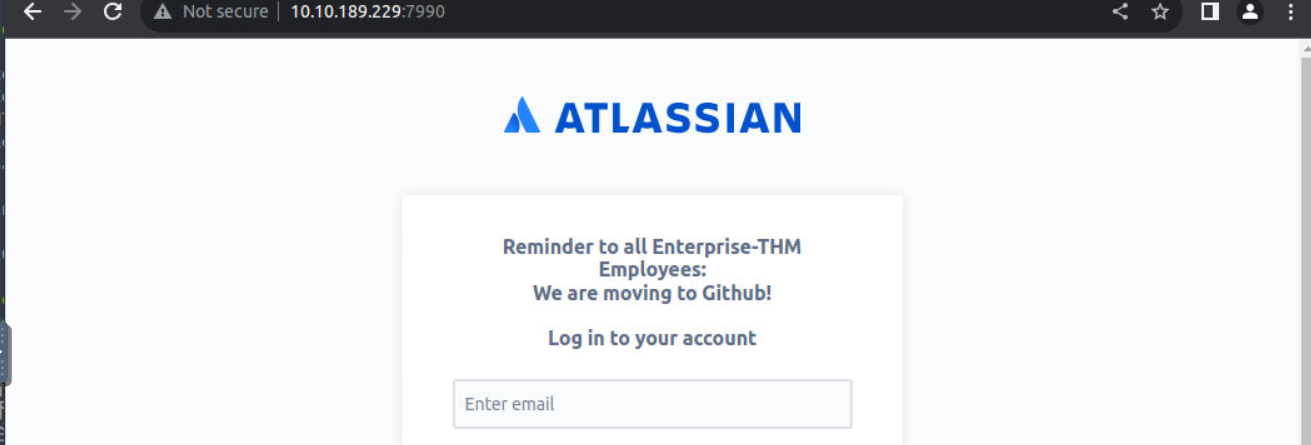 Not secure | 10.10.189.229:7990
ATLASSIAN
Reminder to all Enterprise-THM
Employees:
We are moving to Github!
Log in to your account
Enter email